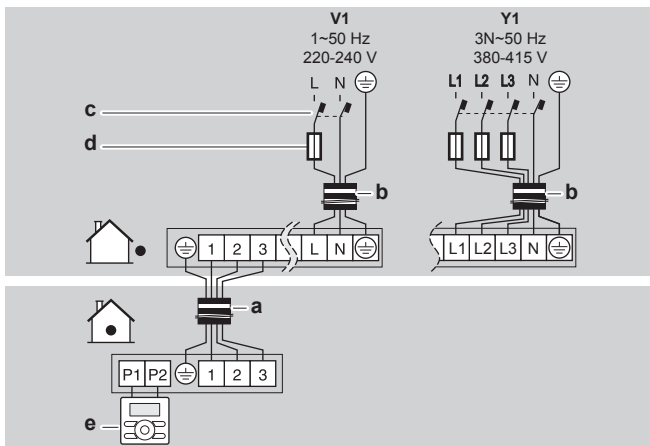 V1 Y1
1~50 Hz 3N~50 Hz
220-240 V 380-415 V
L N L1 L2 L3 N
c
d
b b
1 2 3 L N L1 L2 L3 N
a
P1 P2 1 2 3
e